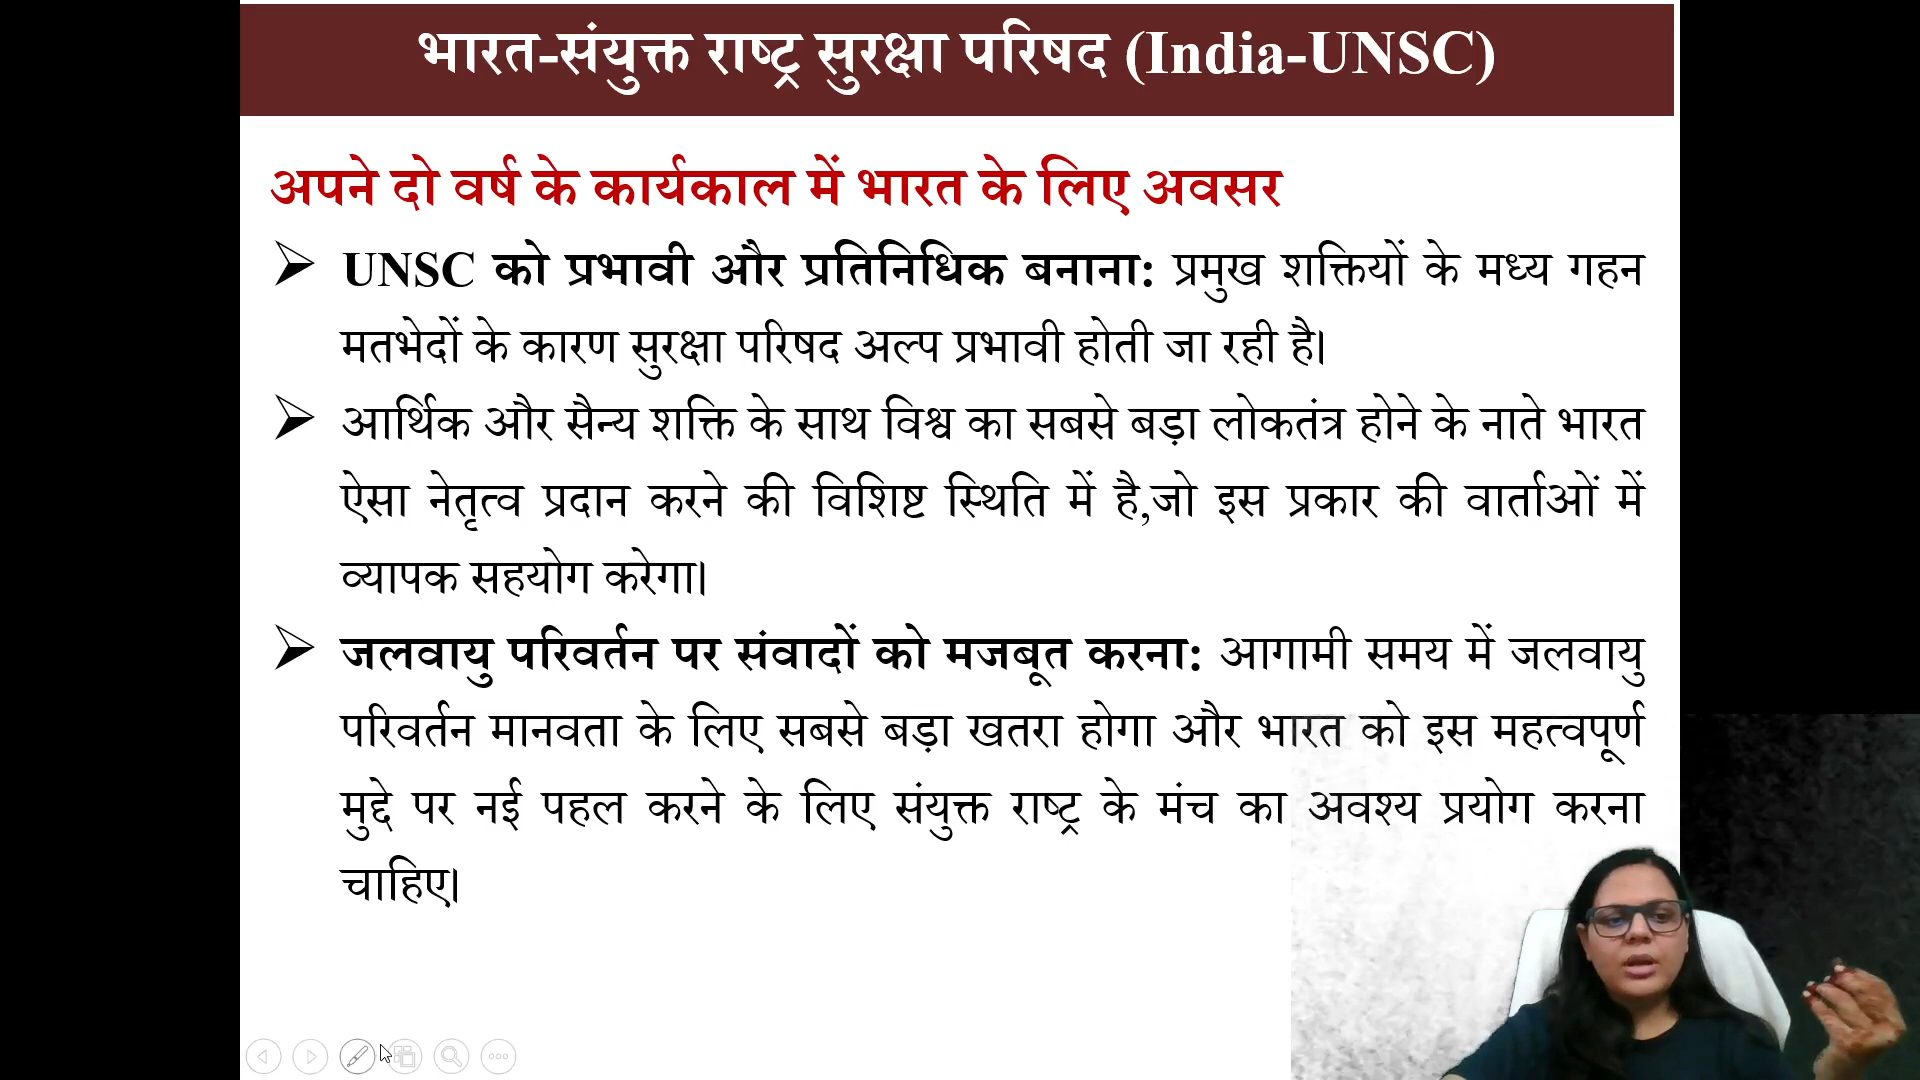 भारत-संयुक्त राष्ट्र सुरक्षा परिषद (India-UNSC)
अपने दो वर्ष के कार्यकाल में भारत के लिए अवसर
➢ UNSC को प्रभावी और प्रतिनिधिक बनाना: प्रमुख शक्तियों के मध्य गहन
मतभेदों के कारण सुरक्षा परिषद अल्प प्रभावी होती जा रही है।
➢ आर्थिक और सैन्य शक्ति के साथ विश्व का सबसे बड़ा लोकतंत्र होने के नाते भारत
ऐसा नेतृत्व प्रदान करने की विशिष्ट स्थिति में है,जो इस प्रकार की वार्ताओं में
व्यापक सहयोग करेगा।
➢ जलवायु परिवर्तन पर संवादों को मजबूत करना: आगामी समय में जलवायु
परिवर्तन मानवता के लिए सबसे बड़ा खतरा होगा और भारत को इस महत्वपूर्ण
मुद्दे पर नई पहल करने के लिए संयुक्त राष्ट्र के मंच का अवश्य प्रयोग करना
चाहिए।